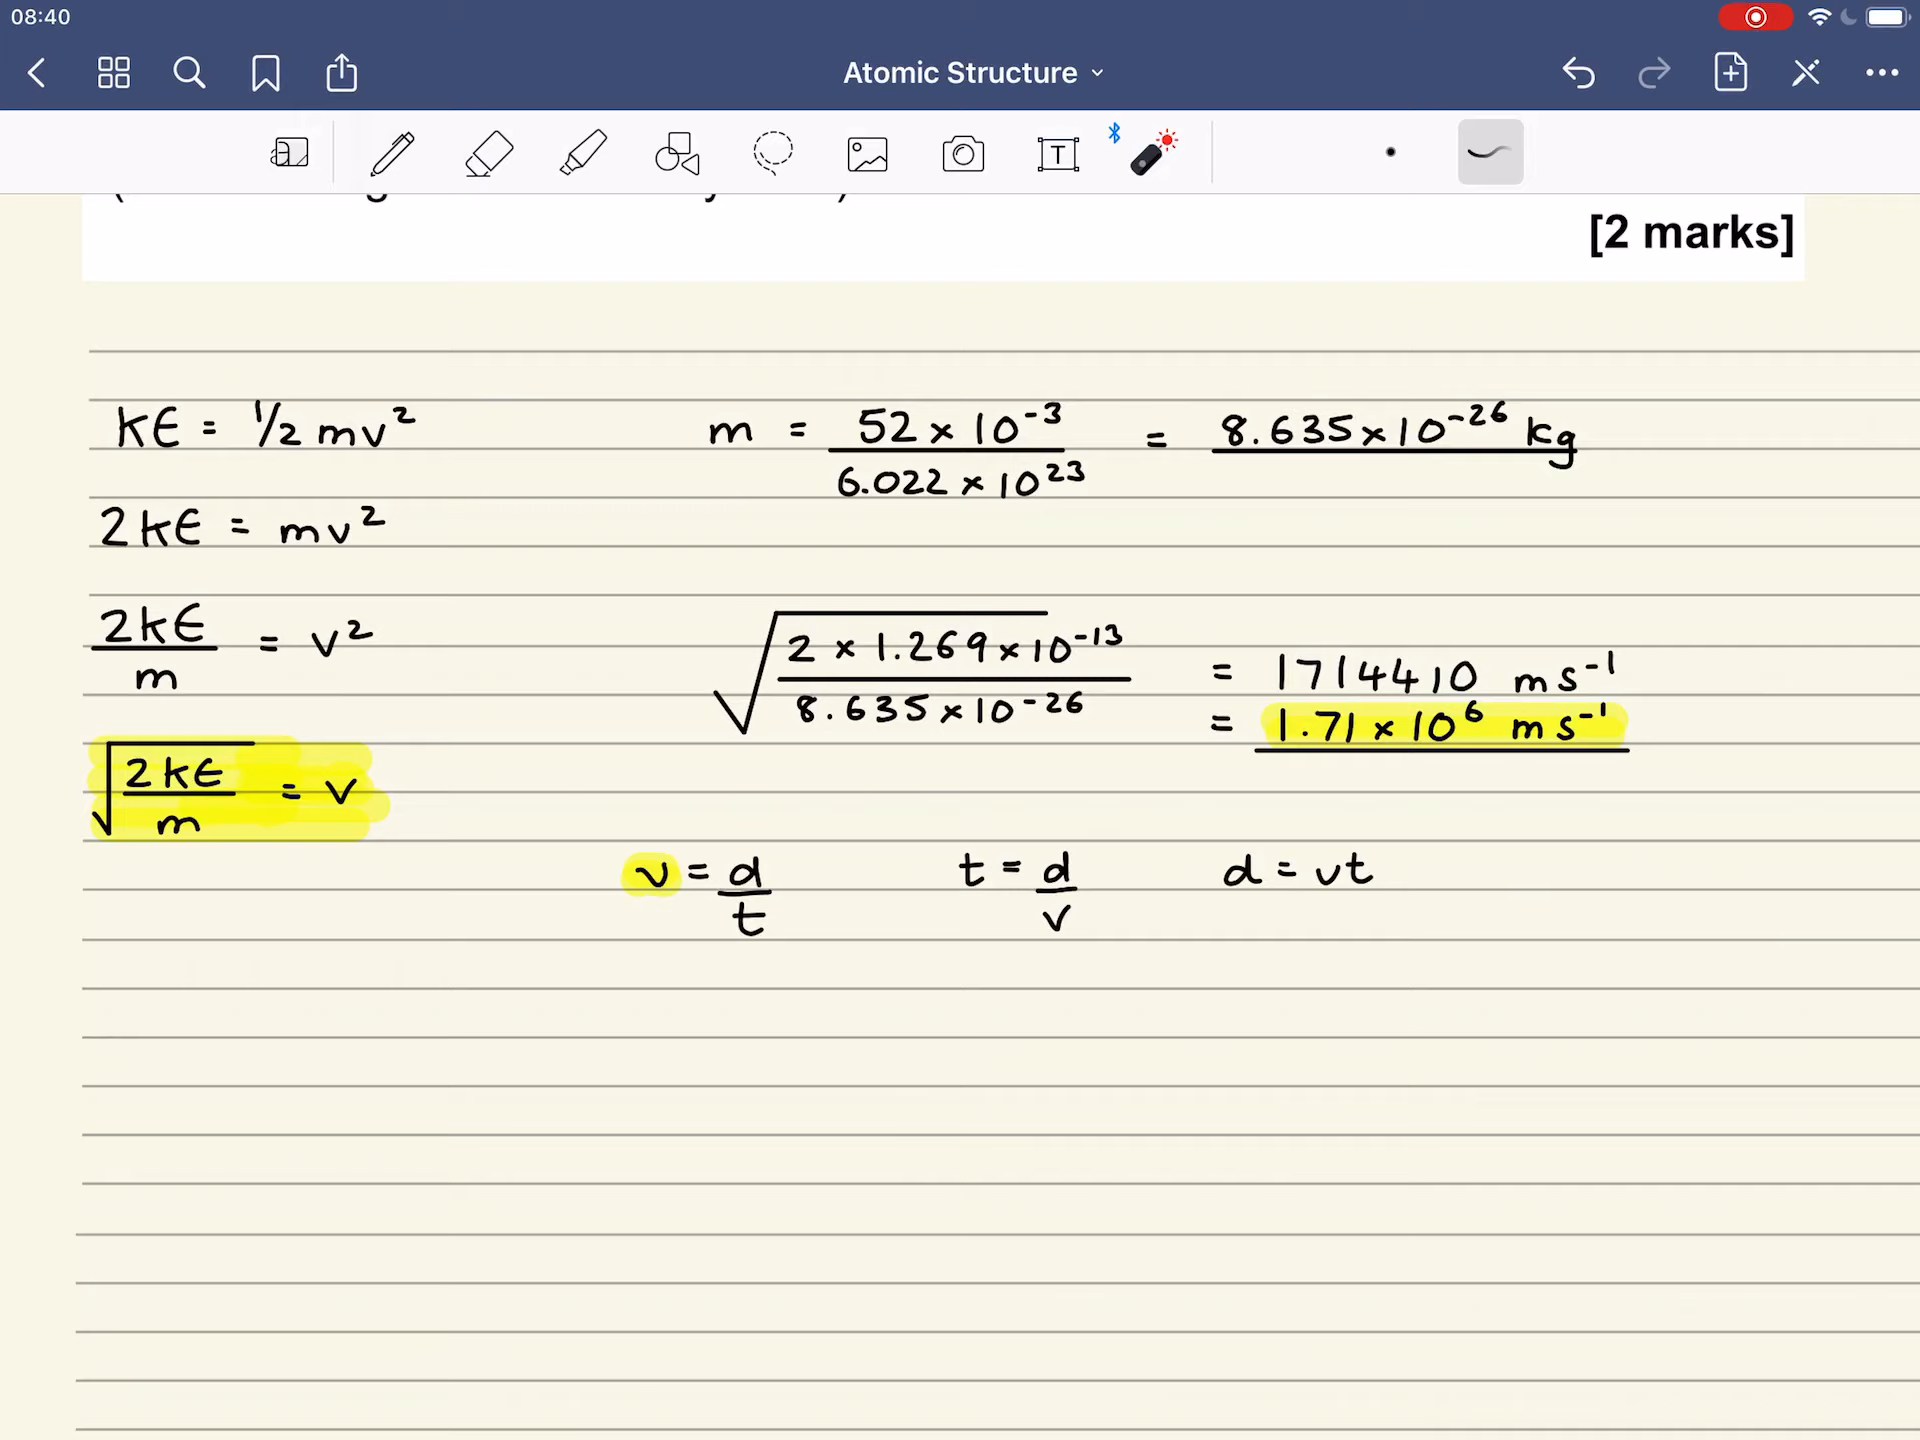 08:40
Atomic Structure
T
[2 marks]
KE = 1/2 mv²
m = 52 × 10⁻³ / 6.022 × 10²³ = 8.635 × 10⁻²⁶ kg
2KE = mv²
2KE / m = v²
√(2 × 1.269 × 10⁻¹³ / 8.635 × 10⁻²⁶) = 1714410 ms⁻¹
= 1.71 × 10⁶ ms⁻¹
√(2KE / m) = v
v = d / t
t = d / v
d = vt